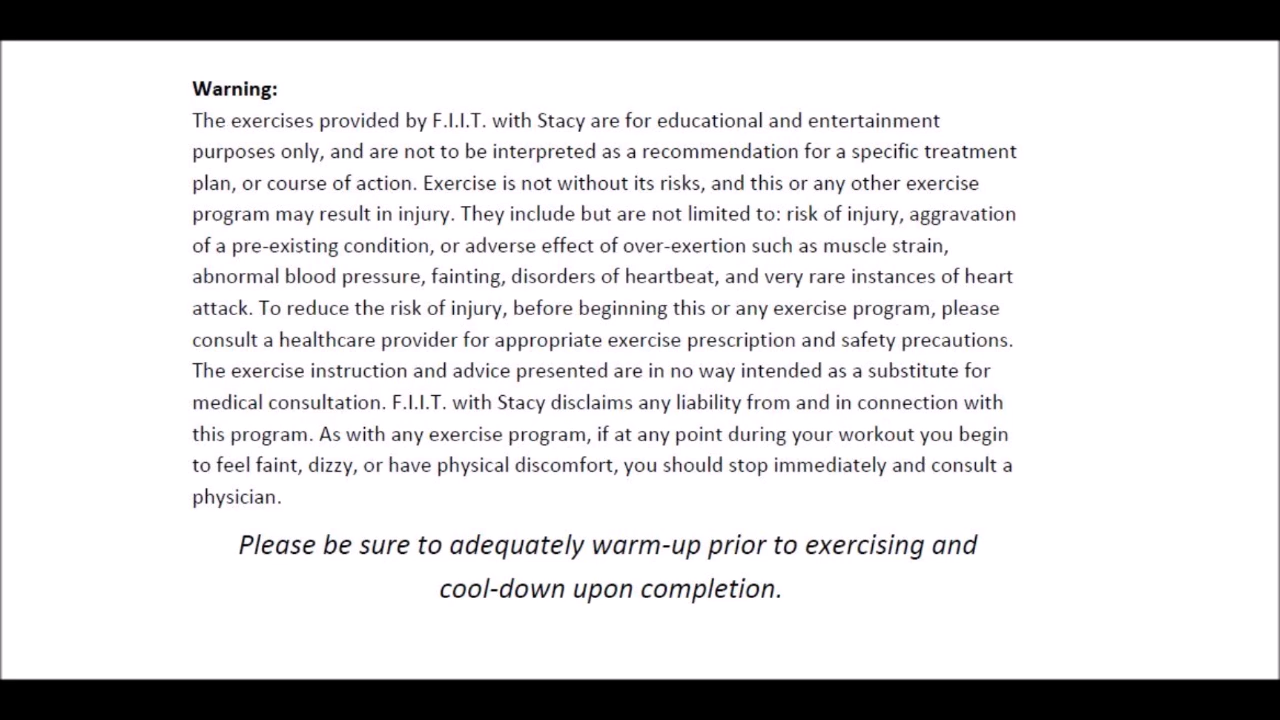 Warning:
The exercises provided by F.I.I.T. with Stacy are for educational and entertainment
purposes only, and are not to be interpreted as a recommendation for a specific treatment
plan, or course of action. Exercise is not without its risks, and this or any other exercise
program may result in injury. They include but are not limited to: risk of injury, aggravation
of a pre-existing condition, or adverse effect of over-exertion such as muscle strain,
abnormal blood pressure, fainting, disorders of heartbeat, and very rare instances of heart
attack. To reduce the risk of injury, before beginning this or any exercise program, please
consult a healthcare provider for appropriate exercise prescription and safety precautions.
The exercise instruction and advice presented are in no way intended as a substitute for
medical consultation. F.I.I.T. with Stacy disclaims any liability from and in connection with
this program. As with any exercise program, if at any point during your workout you begin
to feel faint, dizzy, or have physical discomfort, you should stop immediately and consult a
physician.
Please be sure to adequately warm-up prior to exercising and
cool-down upon completion.